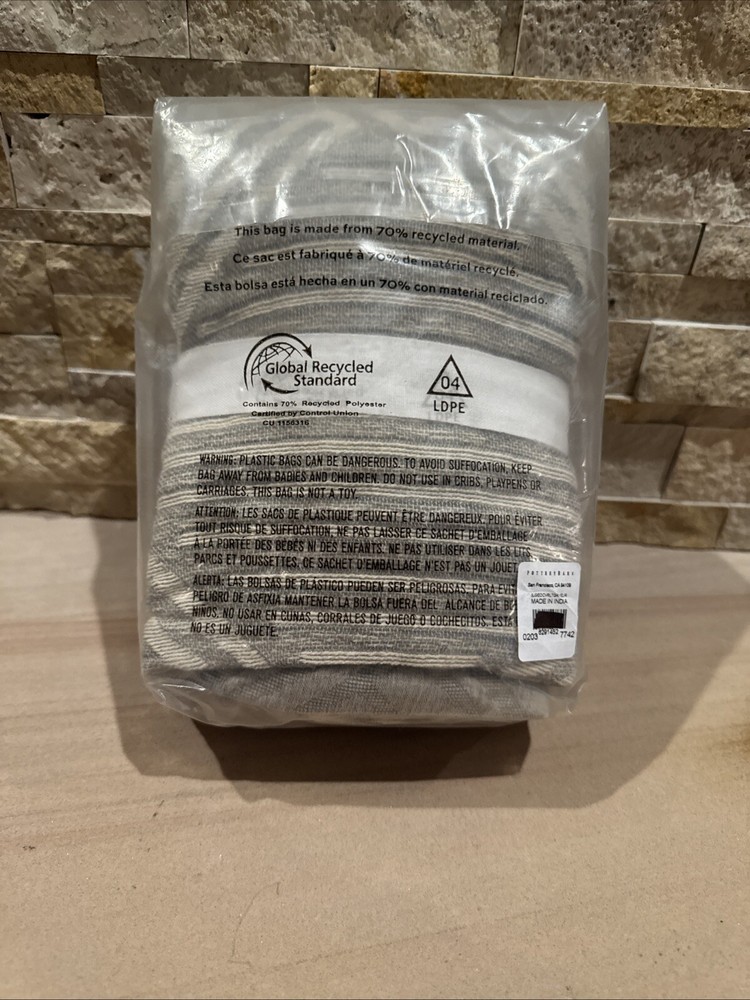 This bag is made from 70% recycled material.
Ce sac est fabriqué à 70% de matériel recyclé.
Esta bolsa está hecha en un 70% con material reciclado.
Global Recycled
Standard
Contains 70% Recycled Polyester
Certified by Control Union
CU 1156316
04
LDPE
WARNING: PLASTIC BAGS CAN BE DANGEROUS. TO AVOID SUFFOCATION, KEEP
BAG AWAY FROM BABIES AND CHILDREN. DO NOT USE IN CRIBS, PLAYPENS OR
CARRIAGES. THIS BAG IS NOT A TOY.
ATTENTION: LES SACS DE PLASTIQUE PEUVENT ÊTRE DANGEREUX. POUR ÉVITER
TOUT RISQUE DE SUFFOCATION, NE PAS LAISSER CE SACHET D'EMBALLAGE
À LA PORTÉE DES BÉBÉS NI DES ENFANTS. NE PAS UTILISER DANS LES LITS,
PARCS ET POUSSETTES. CE SACHET D'EMBALLAGE N'EST PAS UN JOUET
ALERTA: LAS BOLSAS DE PLÁSTICO PUEDEN SER PELIGROSAS. PARA EVIT
PELIGRO DE ASFIXIA MANTENER LA BOLSA FUERA DEL ALCANCE DE
NIÑOS. NO USAR EN CUNAS, CORRALES DE JUEGO O COCHECITOS. ESTA
NO ES UN JUGUETE.
POTTERY BARN
San Francisco, CA 94109
MADE IN INDIA
0203 6291452 7742